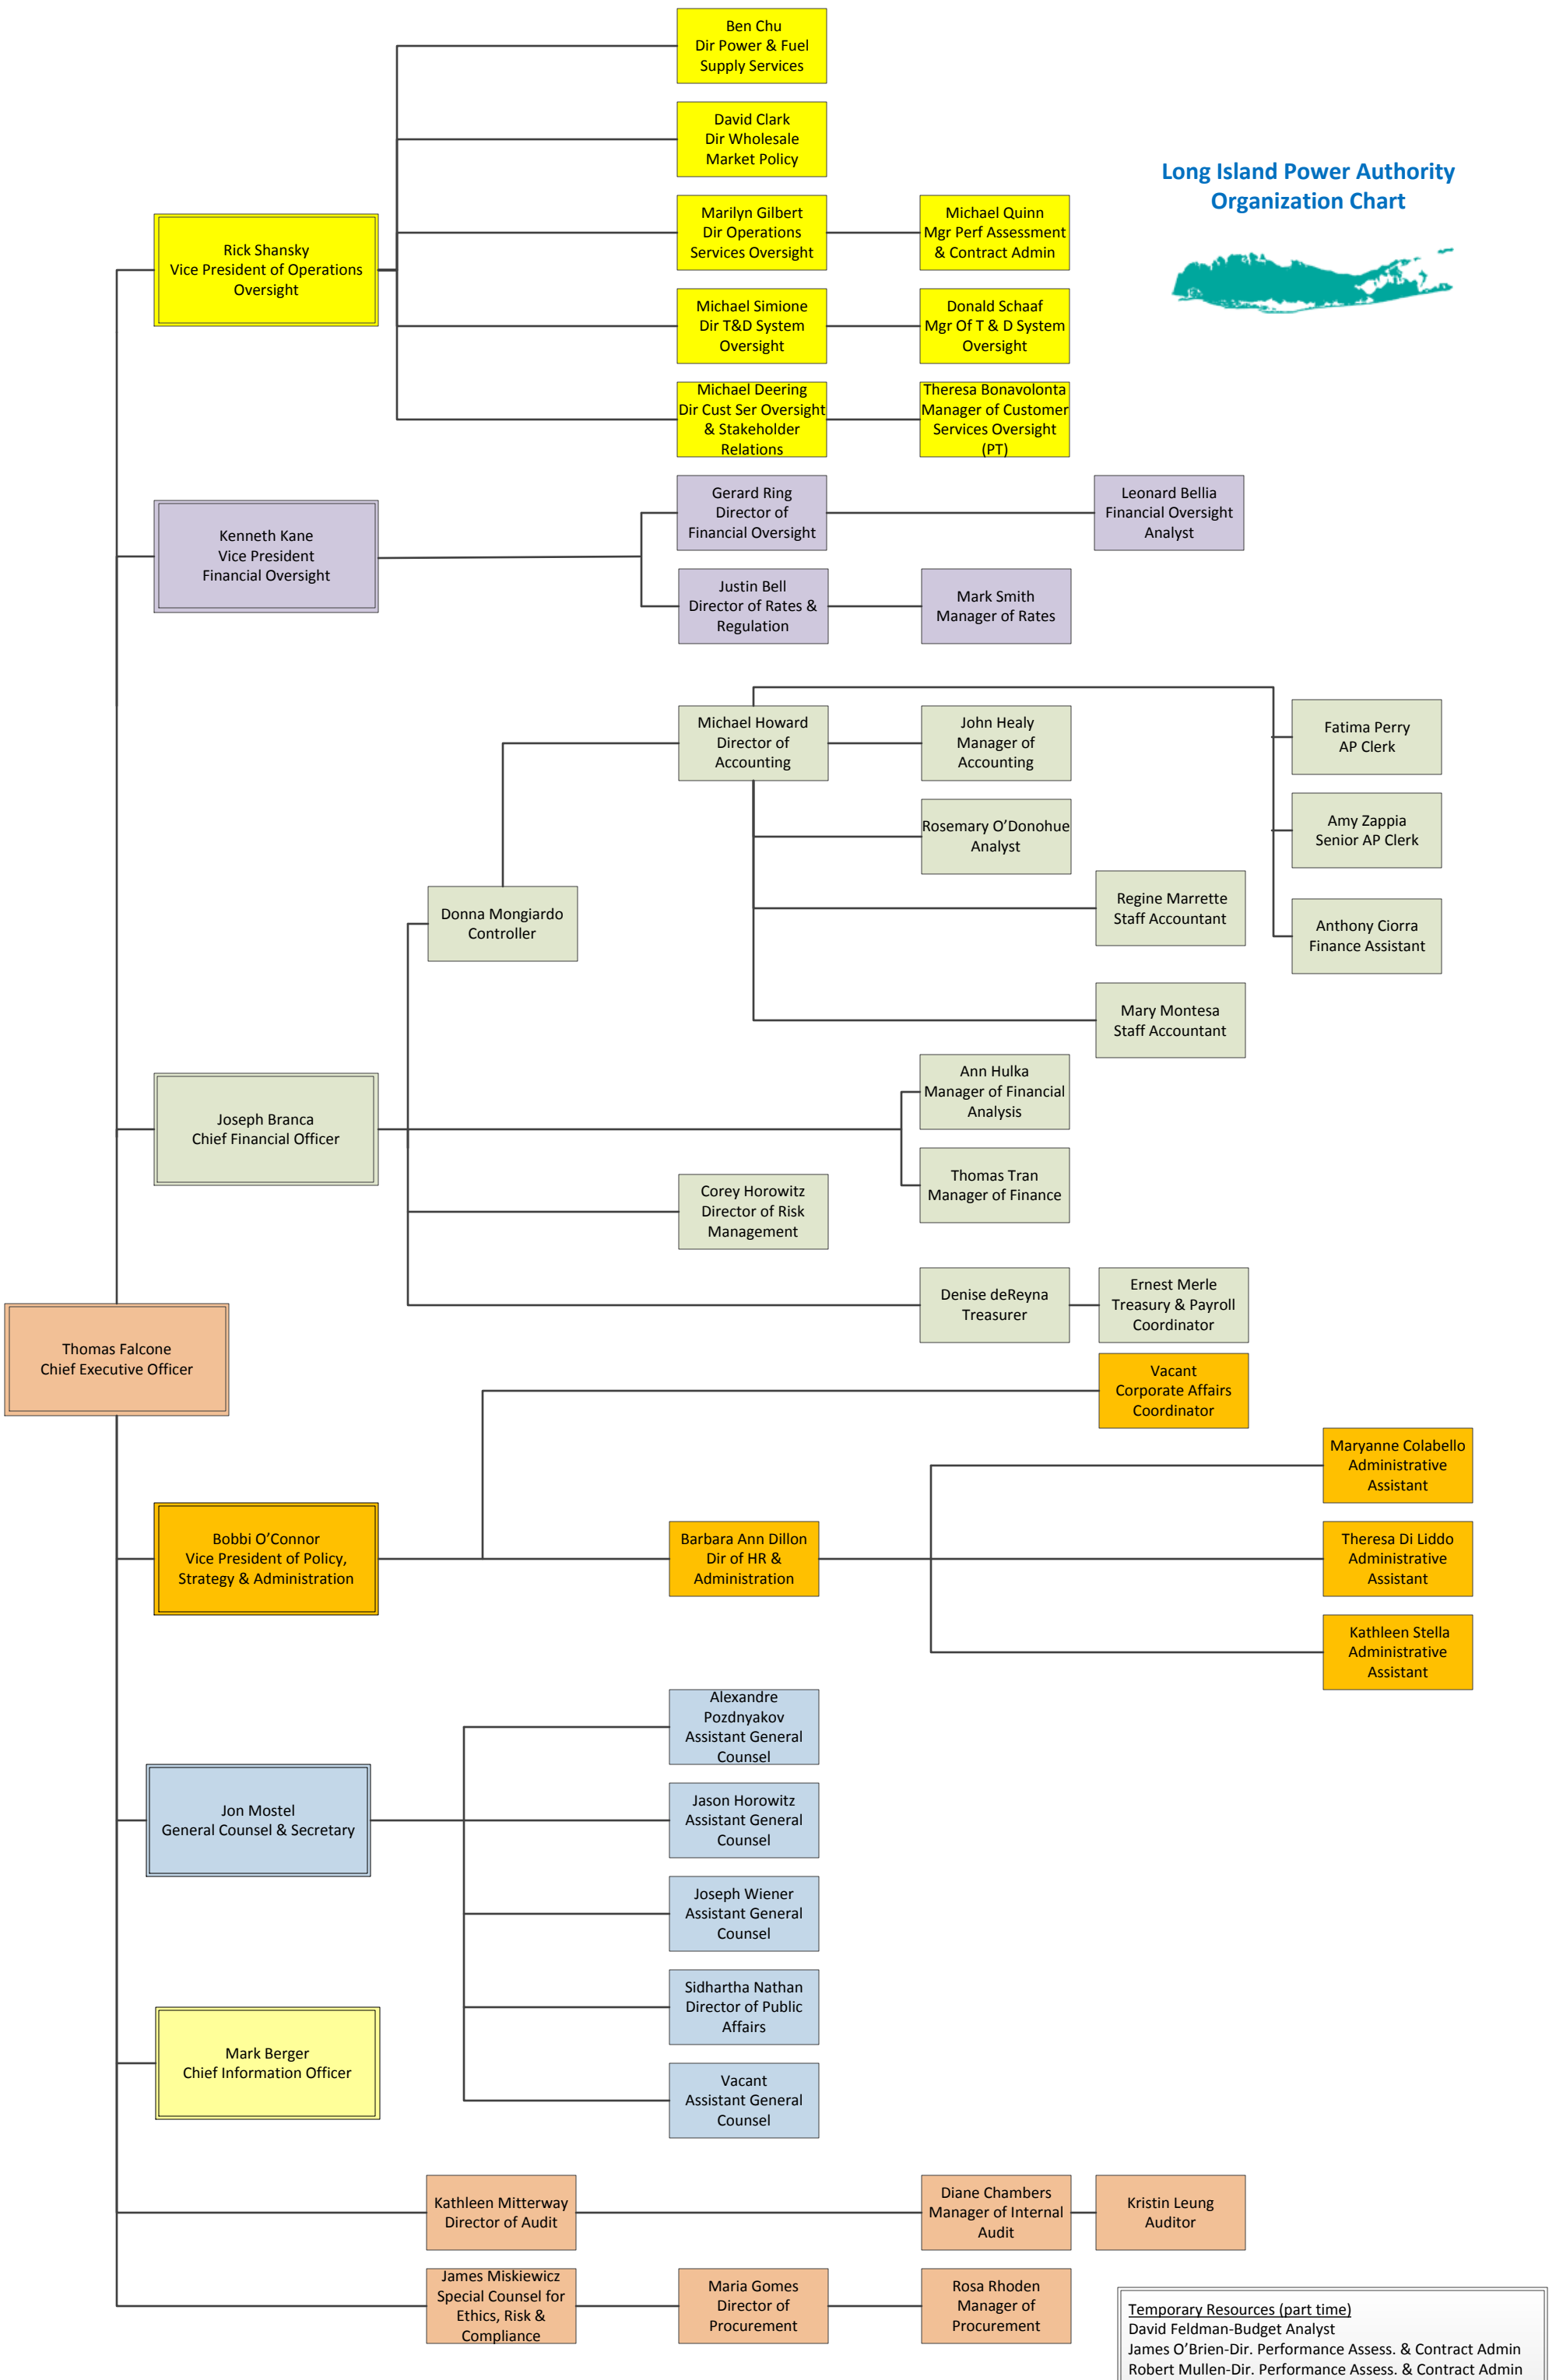 Long Island Power Authority
Organization Chart
Ben Chu
Dir Power & Fuel
Supply Services
David Clark
Dir Wholesale
Market Policy
Rick Shansky
Vice President of Operations
Oversight
Marilyn Gilbert
Dir Operations
Services Oversight
Michael Quinn
Mgr Perf Assessment
& Contract Admin
Michael Simione
Dir T&D System
Oversight
Donald Schaaf
Mgr Of T & D System
Oversight
Michael Deering
Dir Cust Ser Oversight
& Stakeholder
Relations
Theresa Bonavolonta
Manager of Customer
Services Oversight
(PT)
Kenneth Kane
Vice President
Financial Oversight
Gerard Ring
Director of
Financial Oversight
Leonard Bellia
Financial Oversight
Analyst
Justin Bell
Director of Rates &
Regulation
Mark Smith
Manager of Rates
Michael Howard
Director of
Accounting
John Healy
Manager of
Accounting
Fatima Perry
AP Clerk
Rosemary O’Donohue
Analyst
Amy Zappia
Senior AP Clerk
Donna Mongiardo
Controller
Regine Marrette
Staff Accountant
Anthony Ciorra
Finance Assistant
Mary Montesa
Staff Accountant
Joseph Branca
Chief Financial Officer
Ann Hulka
Manager of Financial
Analysis
Thomas Tran
Manager of Finance
Corey Horowitz
Director of Risk
Management
Denise deReyna
Treasurer
Ernest Merle
Treasury & Payroll
Coordinator
Thomas Falcone
Chief Executive Officer
Vacant
Corporate Affairs
Coordinator
Maryanne Colabello
Administrative
Assistant
Bobbi O’Connor
Vice President of Policy,
Strategy & Administration
Barbara Ann Dillon
Dir of HR &
Administration
Theresa Di Liddo
Administrative
Assistant
Kathleen Stella
Administrative
Assistant
Alexandre
Pozdnyakov
Assistant General
Counsel
Jon Mostel
General Counsel & Secretary
Jason Horowitz
Assistant General
Counsel
Joseph Wiener
Assistant General
Counsel
Sidhartha Nathan
Director of Public
Affairs
Mark Berger
Chief Information Officer
Vacant
Assistant General
Counsel
Kathleen Mitterway
Director of Audit
Diane Chambers
Manager of Internal
Audit
Kristin Leung
Auditor
James Miskiewicz
Special Counsel for
Ethics, Risk &
Compliance
Maria Gomes
Director of
Procurement
Rosa Rhoden
Manager of
Procurement
Temporary Resources (part time)
David Feldman-Budget Analyst
James O’Brien-Dir. Performance Assess. & Contract Admin
Robert Mullen-Dir. Performance Assess. & Contract Admin